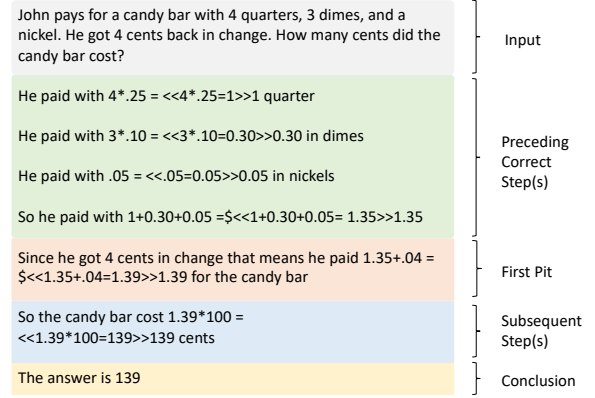 John pays for a candy bar with 4 quarters, 3 dimes, and a
nickel. He got 4 cents back in change. How many cents did the
candy bar cost?
Input
He paid with 4*.25 = <<4*.25=1>>1 quarter
He paid with 3*.10 = <<3*.10=0.30>>0.30 in dimes
He paid with .05 = <<.05=0.05>>0.05 in nickels
So he paid with 1+0.30+0.05 =$<<1+0.30+0.05= 1.35>>1.35
Preceding
Correct
Step(s)
Since he got 4 cents in change that means he paid 1.35+.04 =
$<<1.35+.04=1.39>>1.39 for the candy bar
First Pit
So the candy bar cost 1.39*100 =
<<1.39*100=139>>139 cents
Subsequent
Step(s)
The answer is 139
Conclusion